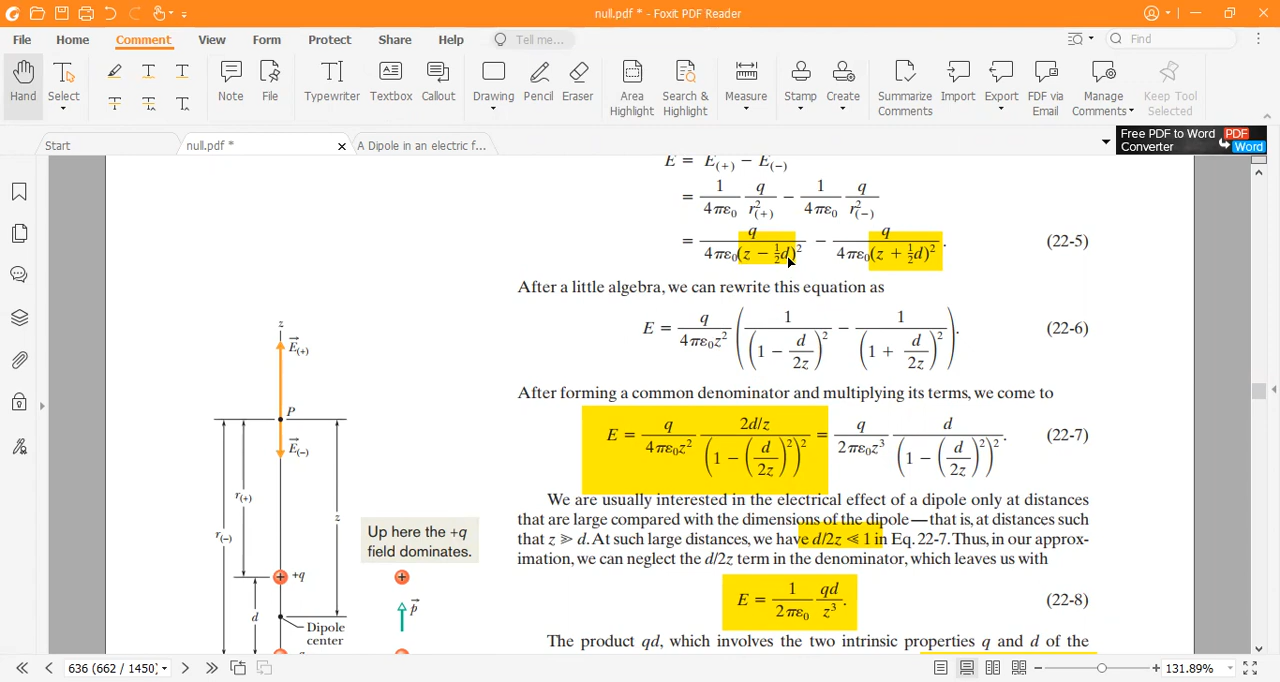 null.pdf * - Foxit PDF Reader
File Home Comment View Form Protect Share Help Tell me... Find
Hand Select Note File Typewriter Textbox Callout Drawing Pencil Eraser Area Highlight Search & Highlight Measure Stamp Create Summarize Comments Import Export PDF via Email Manage Comments Keep Tool Selected
Start null.pdf * A Dipole in an electric f... Free PDF to Word Converter PDF Word
E = E(+) − E(−)
= 1/4πε₀ q/r²(+) − 1/4πε₀ q/r²(−)
= q/4πε₀(z − ½d)² − q/4πε₀(z + ½d)². (22-5)
After a little algebra, we can rewrite this equation as
E = q/4πε₀z² (1/(1 − d/2z)² − 1/(1 + d/2z)²). (22-6)
After forming a common denominator and multiplying its terms, we come to
E = q/4πε₀z² 2d/z/(1 − (d/2z)²)² = q/2πε₀z³ d/(1 − (d/2z)²)². (22-7)
We are usually interested in the electrical effect of a dipole only at distances
that are large compared with the dimensions of the dipole—that is, at distances such
that z ≫ d. At such large distances, we have d/2z ≪ 1 in Eq. 22-7. Thus, in our approx-
imation, we can neglect the d/2z term in the denominator, which leaves us with
E = 1/2πε₀ qd/z³. (22-8)
The product qd, which involves the two intrinsic properties q and d of the
z
E(+)
P
E(−)
r(+)
r(−)
z
+q
d
Dipole
center
Up here the +q
field dominates.
+
p
636 (662 / 1450) 131.89%